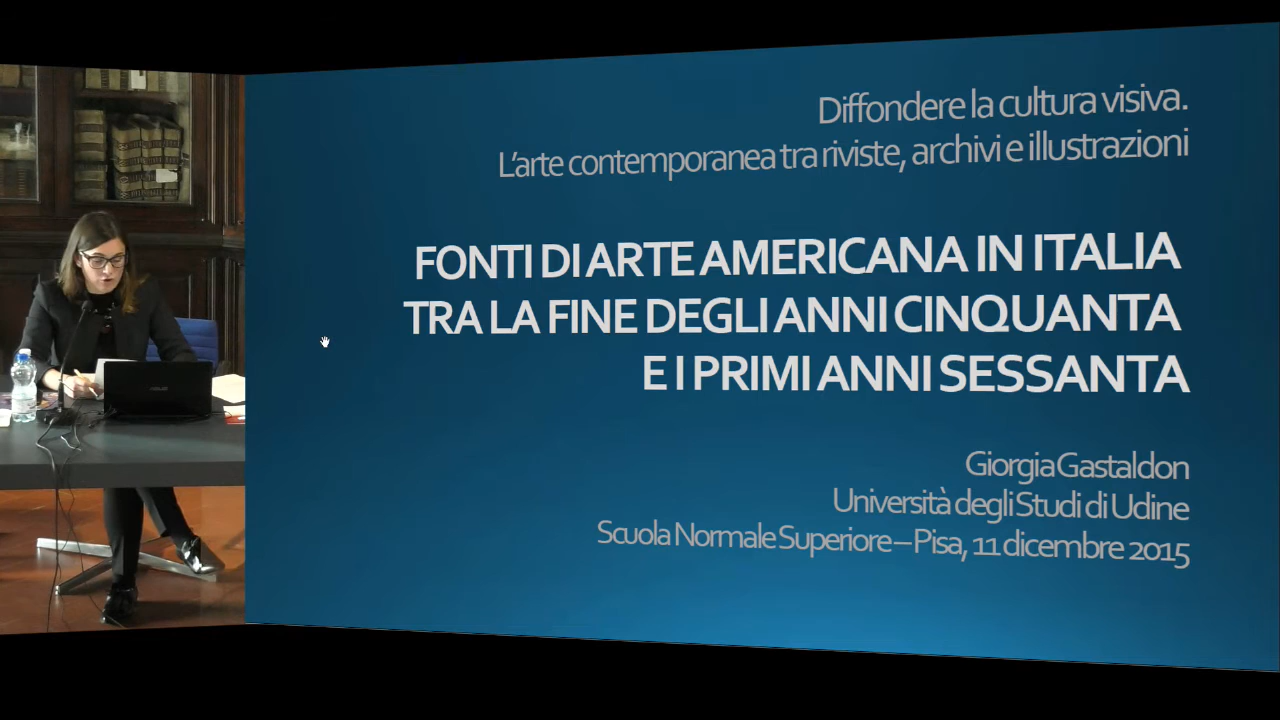 Diffondere la cultura visiva.
L'arte contemporanea tra riviste, archivi e illustrazioni
FONTI DI ARTE AMERICANA IN ITALIA
TRA LA FINE DEGLI ANNI CINQUANTA
E I PRIMI ANNI SESSANTA
Giorgia Gastaldon
Università degli Studi di Udine
Scuola Normale Superiore – Pisa, 11 dicembre 2015